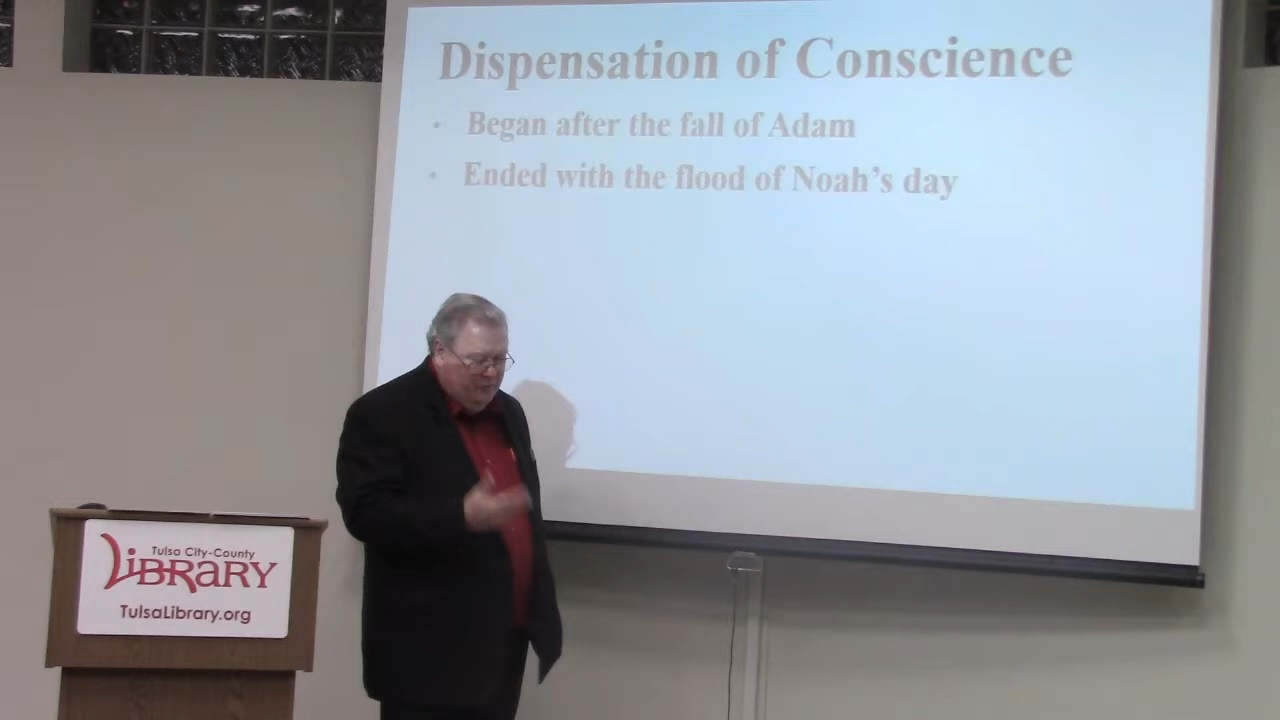 Dispensation of Conscience
• Began after the fall of Adam
• Ended with the flood of Noah’s day
Tulsa City-County
LIBRARY
TulsaLibrary.org